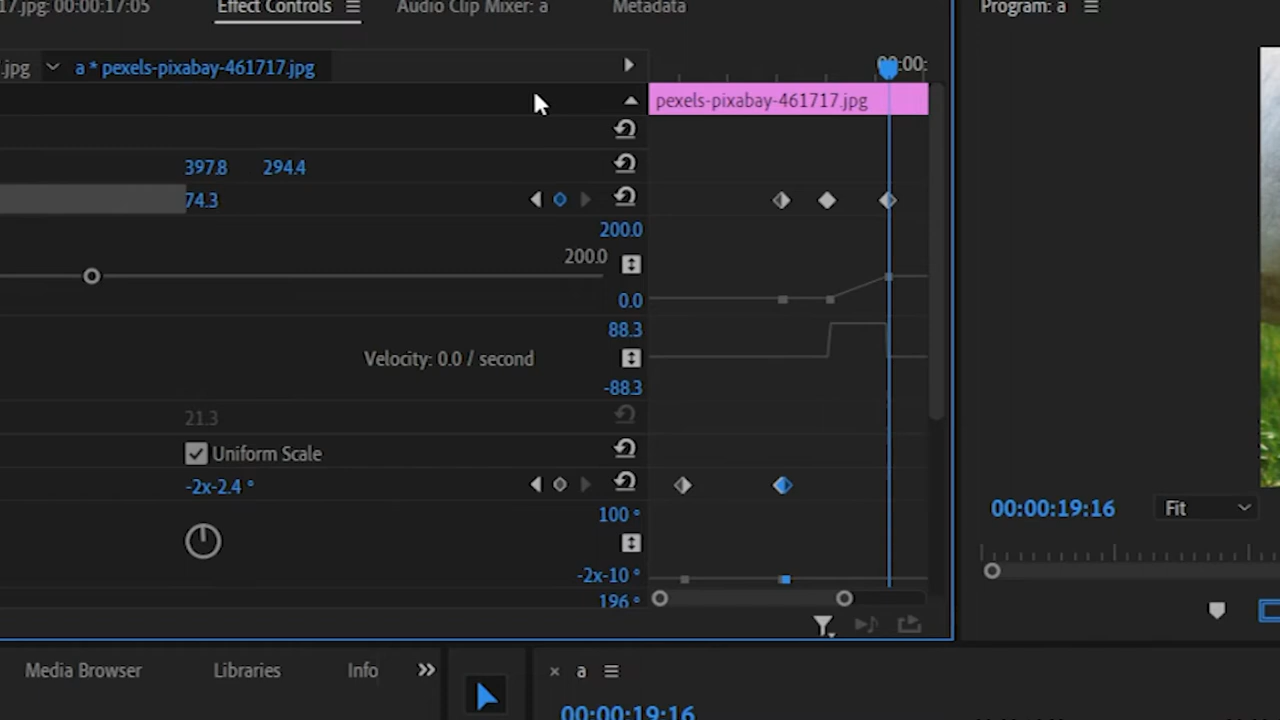 17.jpg: 00:00:17:05 Effect Controls Audio Clip Mixer: a Metadata Program: a
.jpg a * pexels-pixabay-461717.jpg 00:00:
pexels-pixabay-461717.jpg
397.8 294.4
74.3
200.0
200.0
0.0
88.3
Velocity: 0.0 / second
-88.3
21.3
Uniform Scale
-2x-2.4 °
100 °
-2x-10 °
196 °
00:00:19:16 Fit
Media Browser Libraries Info a
00:00:19:16